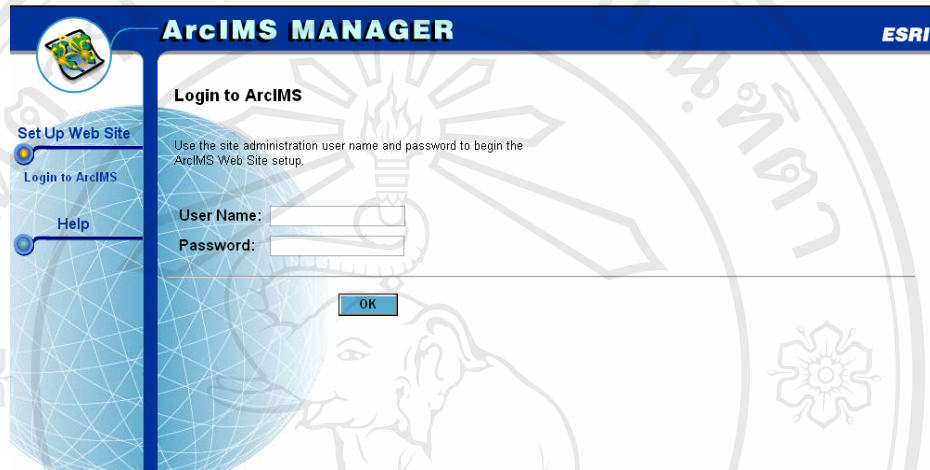 ArcIMS MANAGER
ESRI
Login to ArcIMS
Set Up Web Site
Use the site administration user name and password to begin the
ArcIMS Web Site setup.
Login to ArcIMS
User Name:
Help
Password:
OK